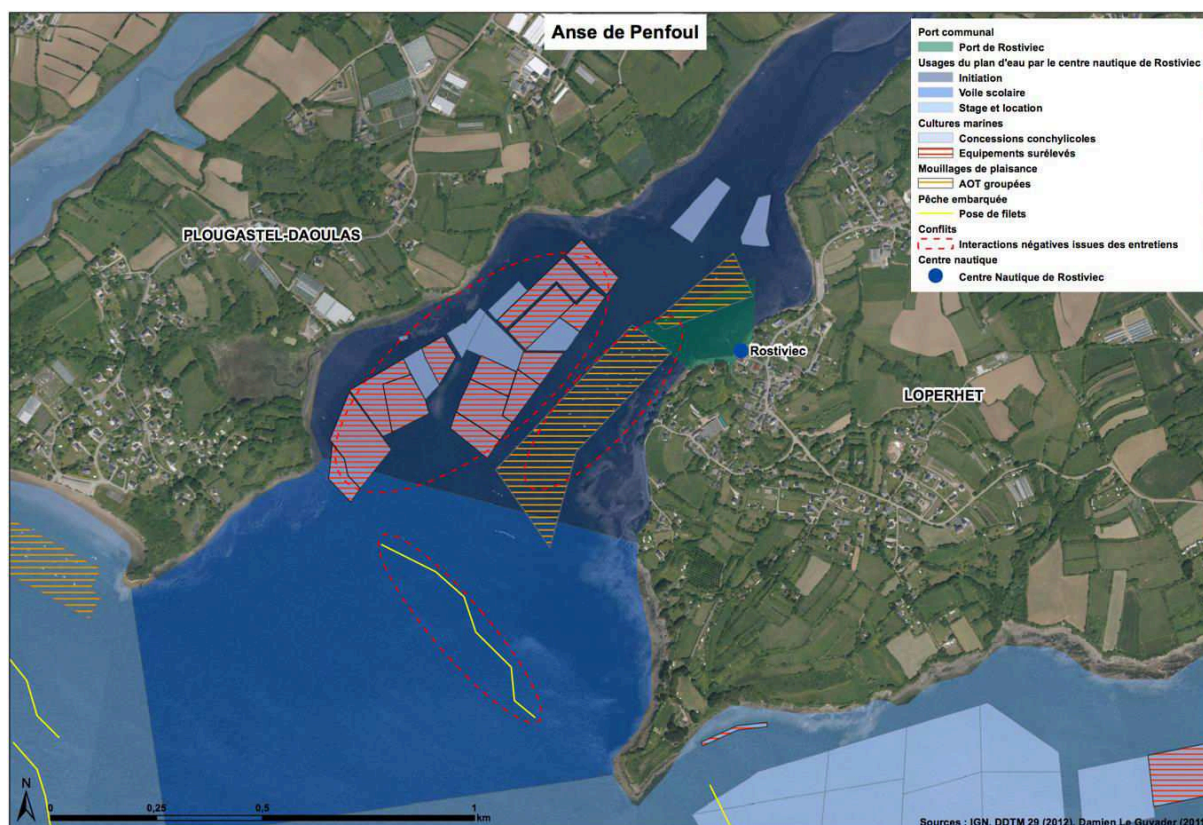 Anse de Penfoul
Port communal
Port de Rostiviec
Usages du plan d'eau par le centre nautique de Rostiviec
Initiation
Voile scolaire
Stage et location
Cultures marines
Concessions conchylicoles
Equipements surélevés
Mouillages de plaisance
AOT groupées
Pêche embarquée
Pose de filets
Conflits
Interactions négatives issues des entretiens
Centre nautique
Centre Nautique de Rostiviec
PLOUGASTEL-DAOULAS
Rostiviec
LOPERHET
N
0 0,25 0,5 1
km
Sources : IGN, DDTM 29 (2012), Damien Le Guyader